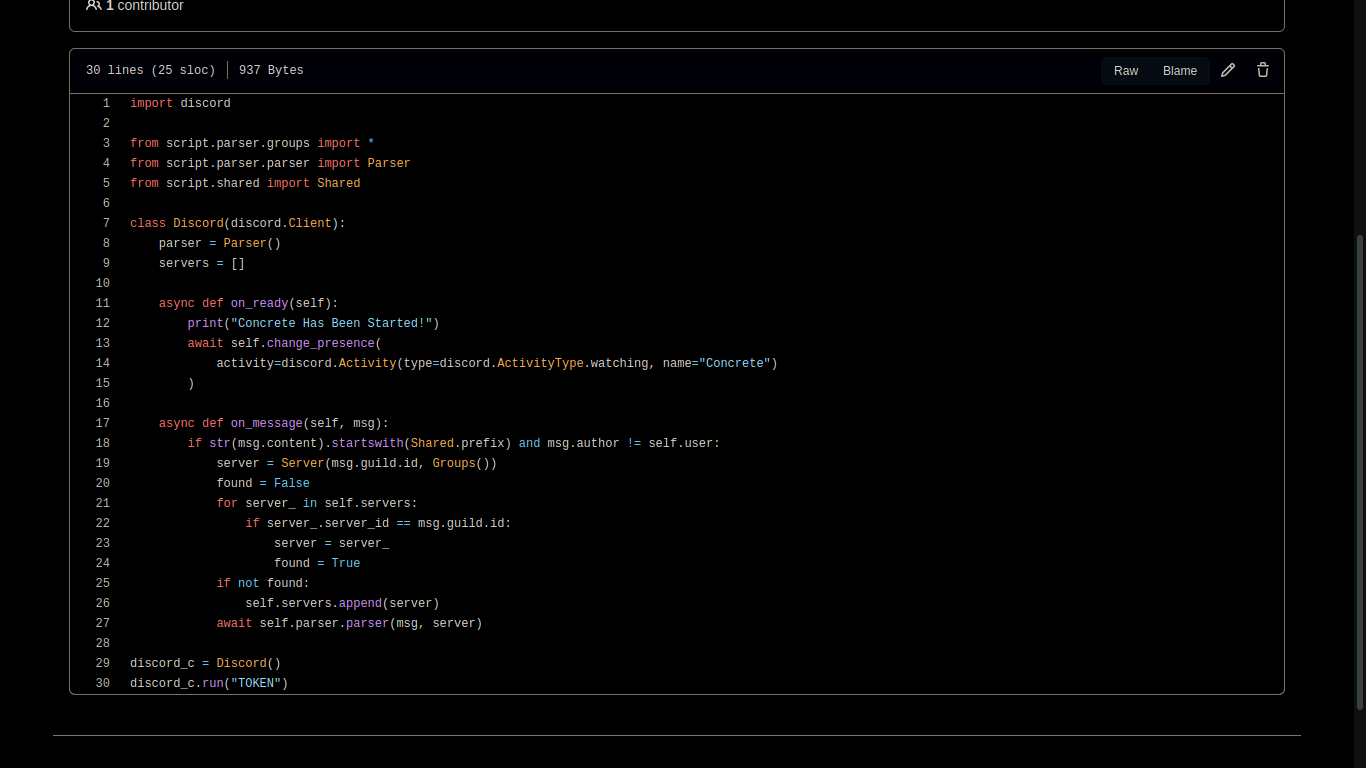 1 contributor
30 lines (25 sloc) 937 Bytes Raw Blame
1 import discord
2
3 from script.parser.groups import *
4 from script.parser.parser import Parser
5 from script.shared import Shared
6
7 class Discord(discord.Client):
8     parser = Parser()
9     servers = []
10
11     async def on_ready(self):
12         print("Concrete Has Been Started!")
13         await self.change_presence(
14             activity=discord.Activity(type=discord.ActivityType.watching, name="Concrete")
15         )
16
17     async def on_message(self, msg):
18         if str(msg.content).startswith(Shared.prefix) and msg.author != self.user:
19             server = Server(msg.guild.id, Groups())
20             found = False
21             for server_ in self.servers:
22                 if server_.server_id == msg.guild.id:
23                     server = server_
24                     found = True
25             if not found:
26                 self.servers.append(server)
27             await self.parser.parser(msg, server)
28
29 discord_c = Discord()
30 discord_c.run("TOKEN")